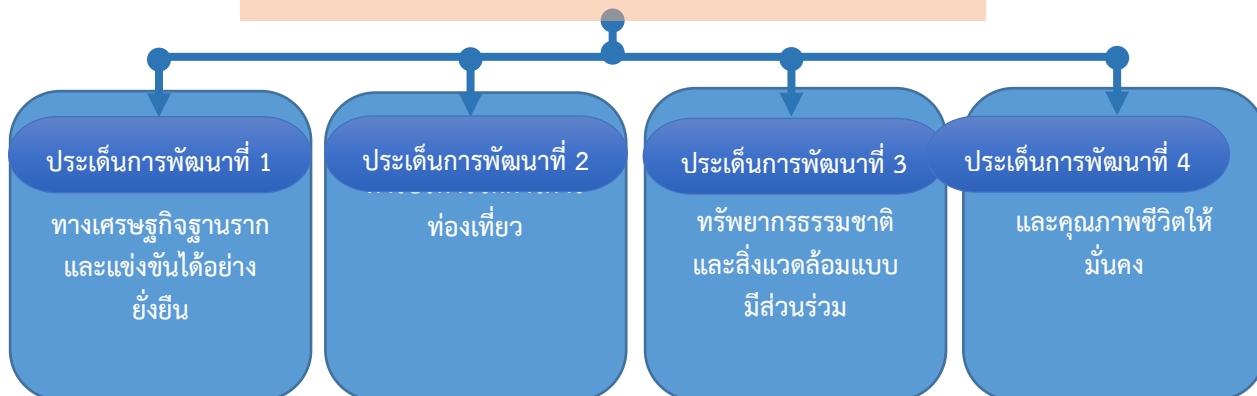 ประเด็นการพัฒนาที่ 1
ทางเศรษฐกิจฐานราก
และแข่งขันได้อย่าง
ยั่งยืน
ประเด็นการพัฒนาที่ 2
ท่องเที่ยว
ประเด็นการพัฒนาที่ 3
ทรัพยากรธรรมชาติ
และสิ่งแวดล้อมแบบ
มีส่วนร่วม
ประเด็นการพัฒนาที่ 4
และคุณภาพชีวิตให้
มั่นคง